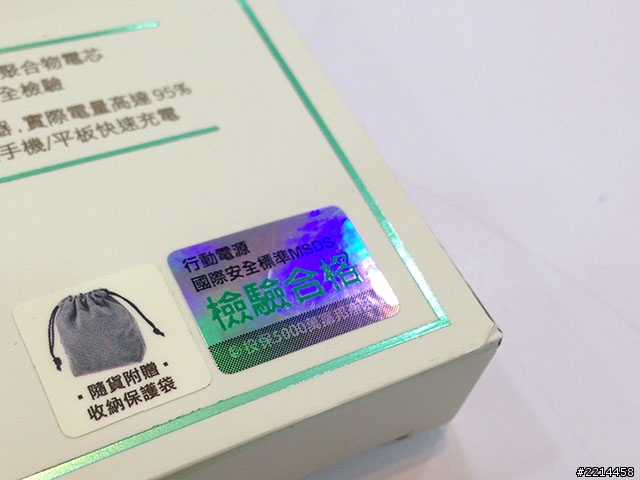 聚合物電芯
全檢驗
器,實際電量高達95%
手機/平板快速充電
行動電源
國際安全標準MSDS
檢驗合格
•隨貨附贈•
收納保護袋
#2214458